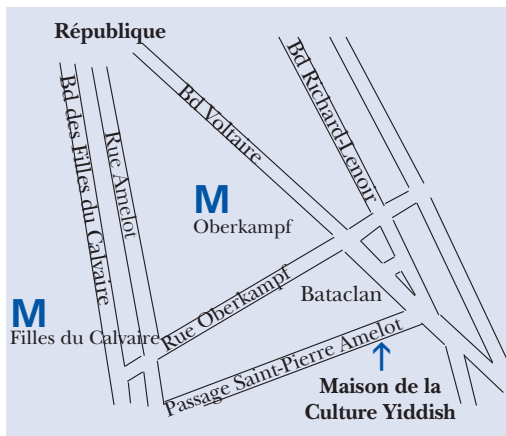 République
Bd des Filles du Calvaire
Rue Amelot
Bd Voltaire
Bd Richard-Lenoir
M
Oberkampf
M
Filles du Calvaire
Rue Oberkampf
Bataclan
Passage Saint-Pierre Amelot
Maison de la
Culture Yiddish